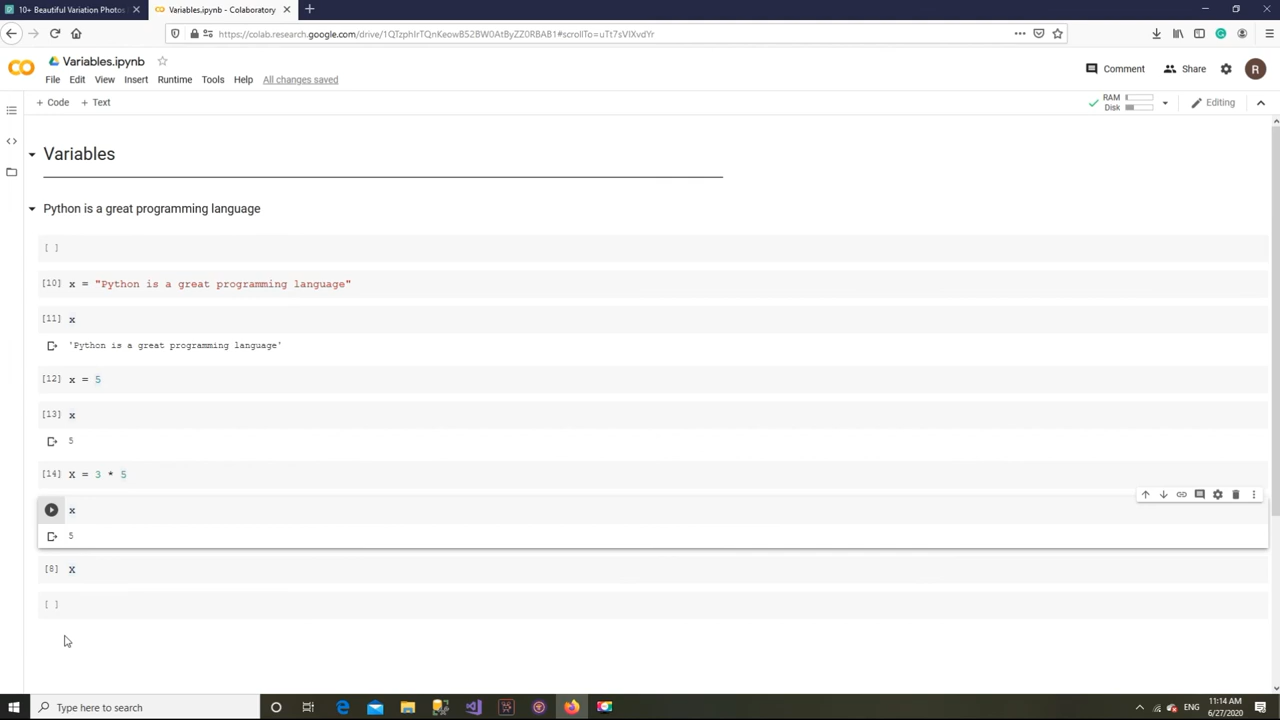 10+ Beautiful Variation Photos
Variables.ipynb - Colaboratory
https://colab.research.google.com/drive/1QTzphIrTQnKeowB52BW0AtByZZ0RBAB1#scrollTo=uTt7sVIXvdYr
Variables.ipynb
File Edit View Insert Runtime Tools Help All changes saved
Comment Share R
+ Code + Text
RAM
Disk
Editing
Variables
Python is a great programming language
[ ]
[10] x = "Python is a great programming language"
[11] x
'Python is a great programming language'
[12] x = 5
[13] x
5
[14] X = 3 * 5
x
5
[8] X
[ ]
Type here to search
ENG
11:14 AM
6/27/2020